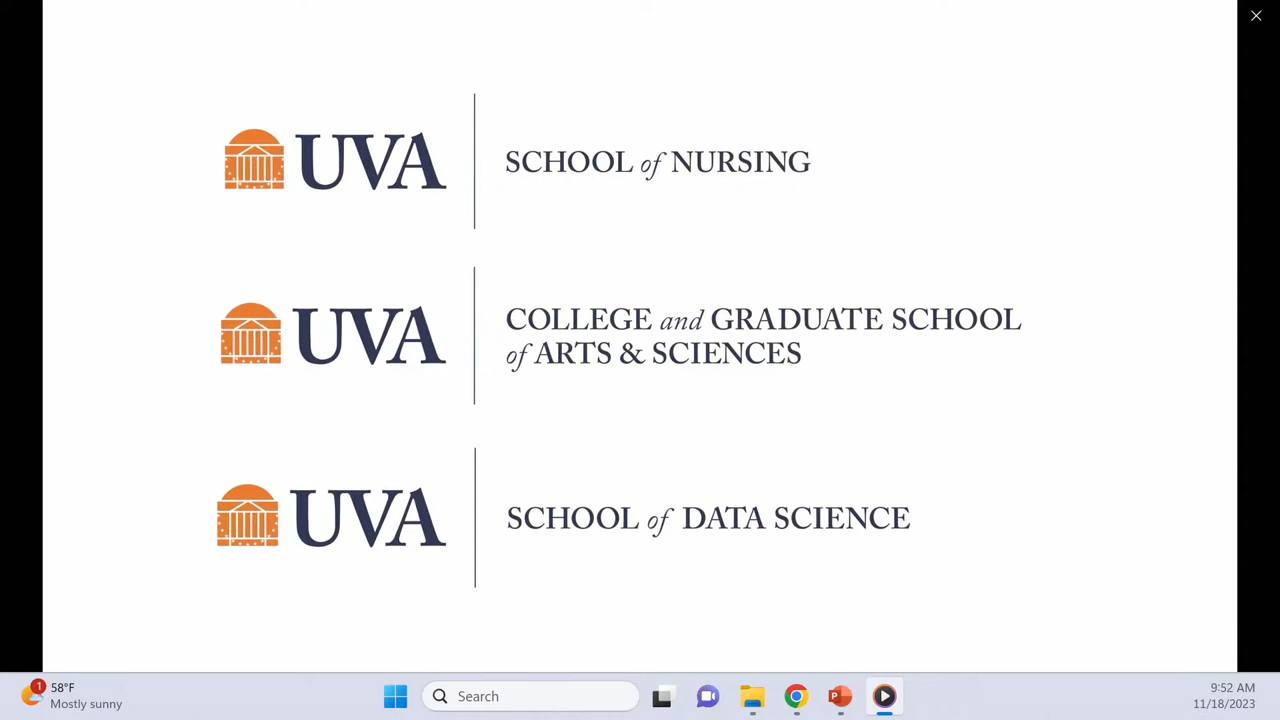 UVA
SCHOOL of NURSING
UVA
COLLEGE and GRADUATE SCHOOL
of ARTS & SCIENCES
UVA
SCHOOL of DATA SCIENCE
1
58°F
Mostly sunny
Search
P
9:52 AM
11/18/2023